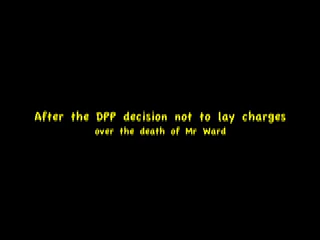 After the DPP decision not to lay charges
over the death of Mr Ward